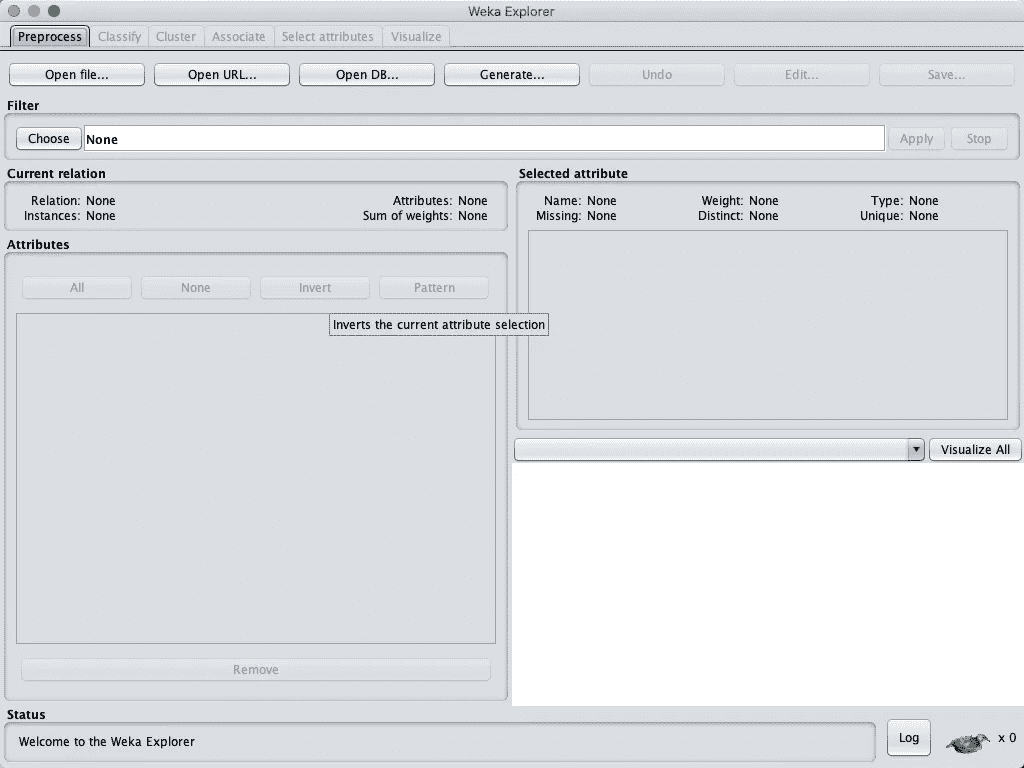 Weka Explorer
Preprocess Classify Cluster Associate Select attributes Visualize
Open file... Open URL... Open DB... Generate... Undo Edit... Save...
Filter
Choose None Apply Stop
Current relation
Relation: None Attributes: None
Instances: None Sum of weights: None
Selected attribute
Name: None Weight: None Type: None
Missing: None Distinct: None Unique: None
Attributes
All None Invert Pattern
Inverts the current attribute selection
Visualize All
Remove
Status
Welcome to the Weka Explorer
Log x 0